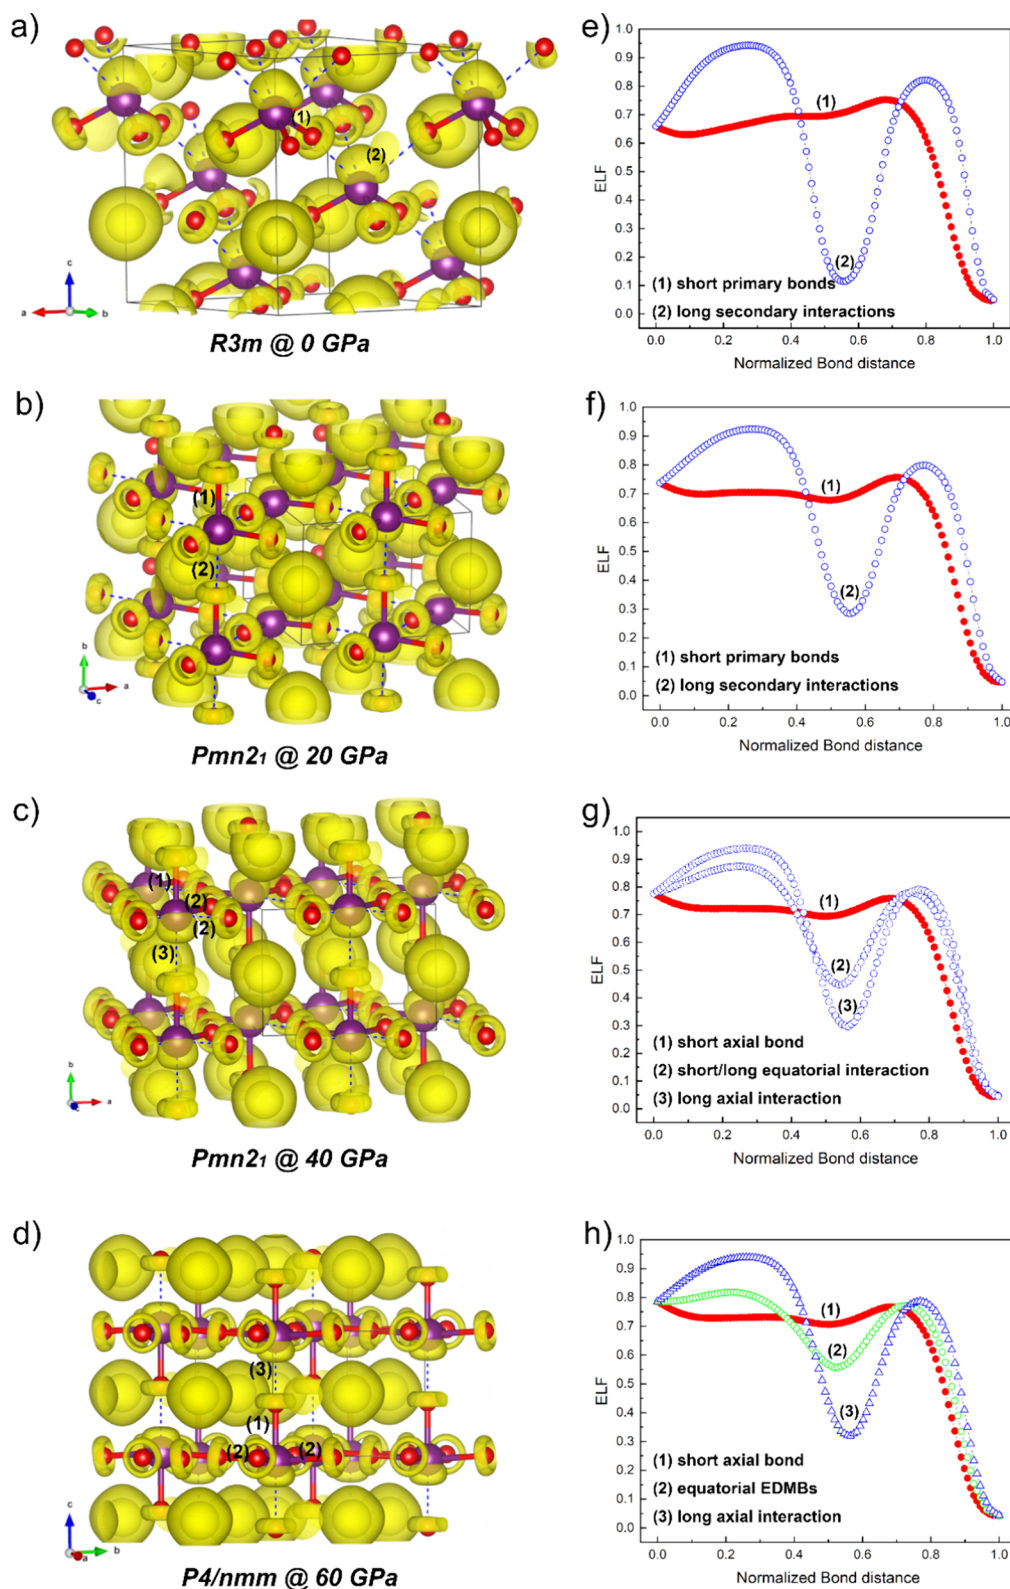 a)
(1)
(2)
c
a
b
R3m @ 0 GPa
e)
1.0
0.9
0.8
0.7
0.6
0.5
0.4
0.3
0.2
0.1
0.0
ELF
(1)
(2)
(1) short primary bonds
(2) long secondary interactions
0.0 0.2 0.4 0.6 0.8 1.0
Normalized Bond distance
b)
(1)
(2)
b
a
c
Pmn2₁ @ 20 GPa
f)
1.0
0.9
0.8
0.7
0.6
0.5
0.4
0.3
0.2
0.1
0.0
ELF
(1)
(2)
(1) short primary bonds
(2) long secondary interactions
0.0 0.2 0.4 0.6 0.8 1.0
Normalized Bond distance
c)
(1)
(2)
(2)
(3)
b
a
c
Pmn2₁ @ 40 GPa
g)
1.0
0.9
0.8
0.7
0.6
0.5
0.4
0.3
0.2
0.1
0.0
ELF
(1)
(2)
(3)
(1) short axial bond
(2) short/long equatorial interaction
(3) long axial interaction
0.0 0.2 0.4 0.6 0.8 1.0
Normalized Bond distance
d)
(3)
(1)
(2) (2)
c
a
b
P4/nmm @ 60 GPa
h)
1.0
0.9
0.8
0.7
0.6
0.5
0.4
0.3
0.2
0.1
0.0
ELF
(1)
(2)
(3)
(1) short axial bond
(2) equatorial EDMBs
(3) long axial interaction
0.0 0.2 0.4 0.6 0.8 1.0
Normalized Bond distance